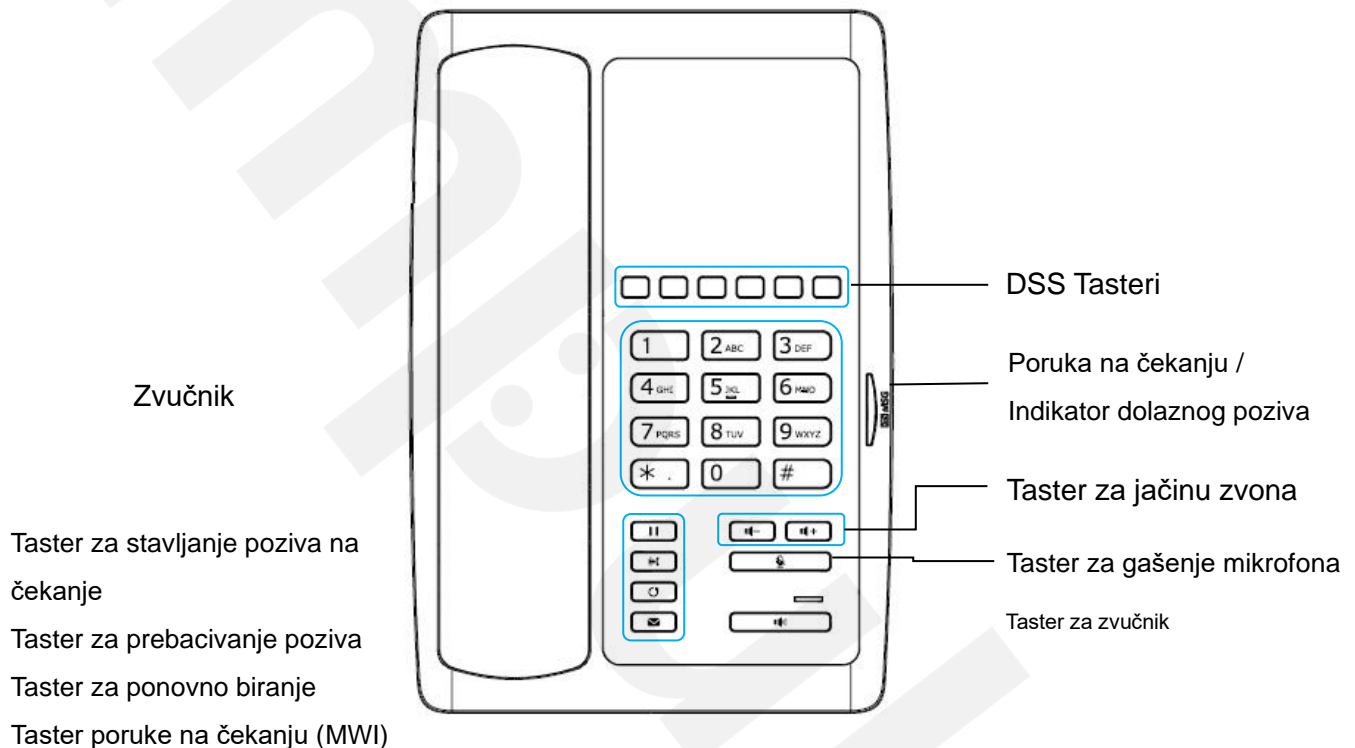 DSS Tasteri
1
2 ABC
3 DEF
Poruka na čekanju /
4 GHI
5 JKL
6 MNO
Zvučnik
MSG
Indikator dolaznog poziva
7 PQRS
8 TUV
9 WXYZ
* .
0
#
Taster za jačinu zvona
Taster za stavljanje poziva na
čekanje
Taster za gašenje mikrofona
Taster za zvučnik
Taster za prebacivanje poziva
Taster za ponovno biranje
Taster poruke na čekanju (MWI)